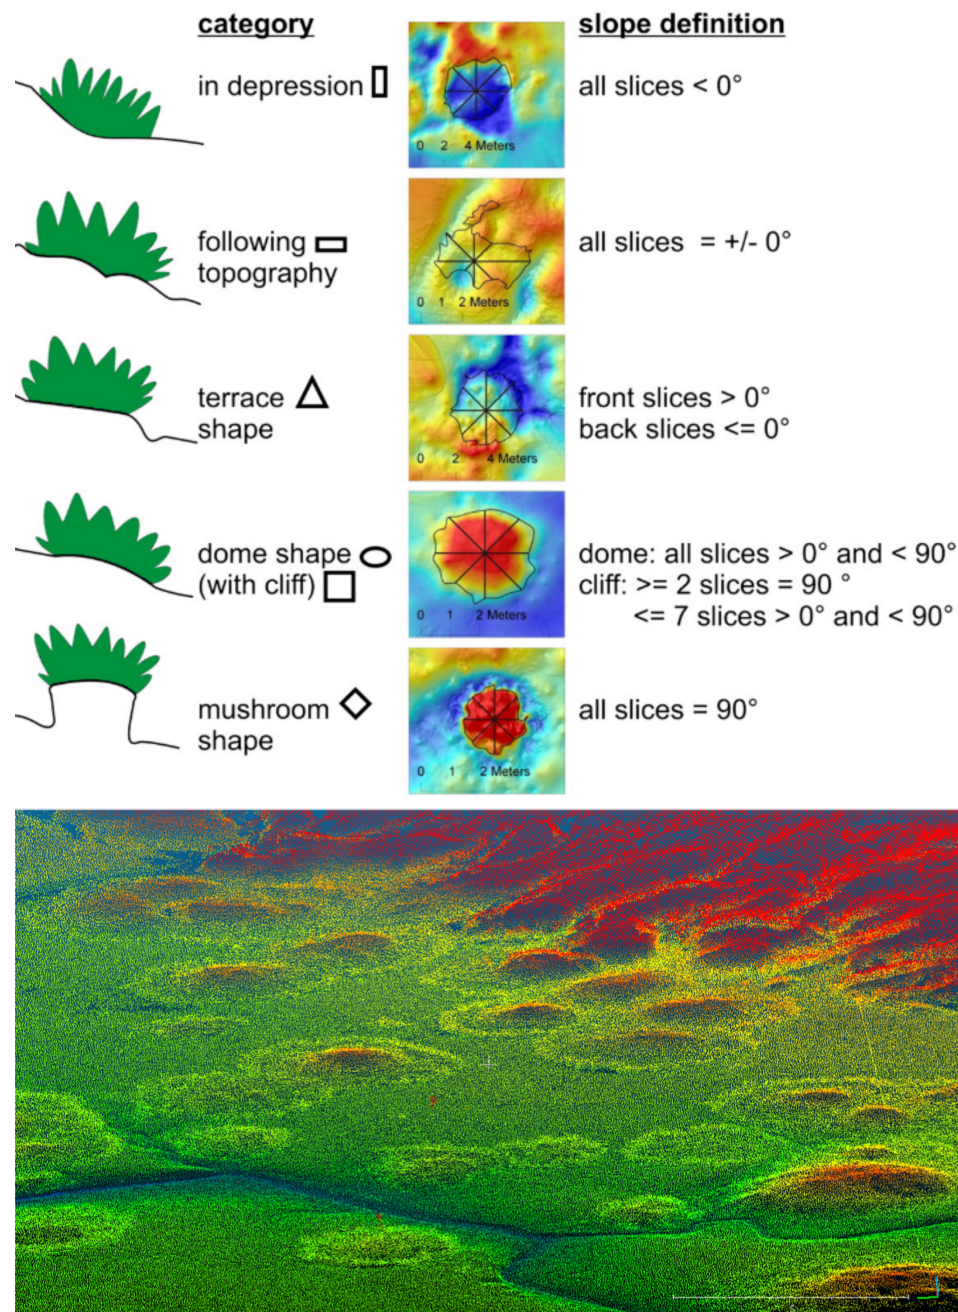 category
slope definition
in depression
all slices < 0°
0 2 4 Meters
following
topography
all slices = +/- 0°
0 1 2 Meters
terrace
shape
front slices > 0°
back slices <= 0°
0 2 4 Meters
dome shape
(with cliff)
dome: all slices > 0° and < 90°
cliff: >= 2 slices = 90 °
<= 7 slices > 0° and < 90°
0 1 2 Meters
mushroom
shape
all slices = 90°
0 1 2 Meters